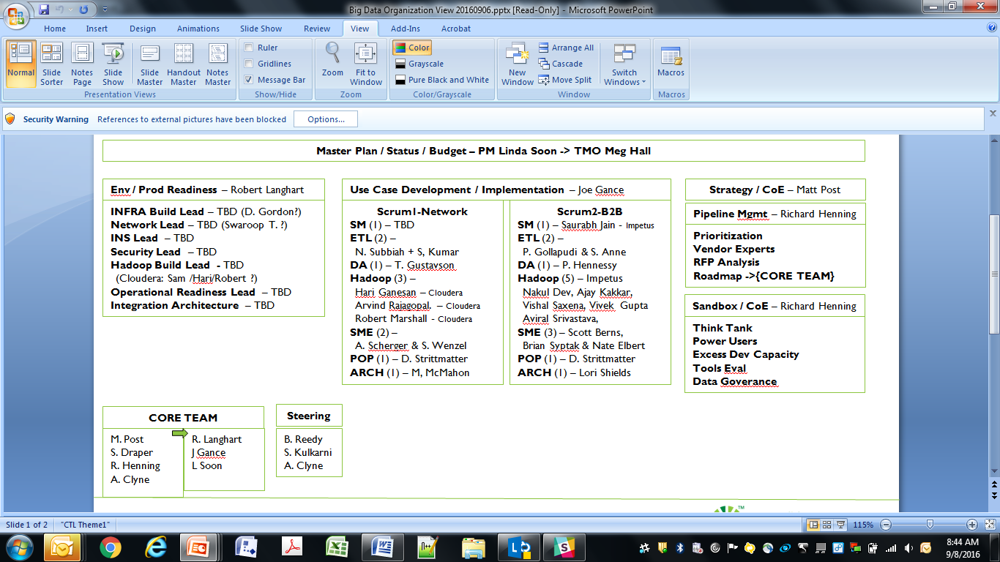 Big Data Organization View 20160906.pptx [Read-Only] - Microsoft PowerPoint
Home Insert Design Animations Slide Show Review View Add-Ins Acrobat
Normal
Slide Sorter
Notes Page
Slide Show
Slide Master
Handout Master
Notes Master
Presentation Views
Ruler
Gridlines
Message Bar
Show/Hide
Zoom
Fit to Window
Zoom
Color
Grayscale
Pure Black and White
Color/Grayscale
New Window
Arrange All
Cascade
Move Split
Switch Windows
Window
Macros
Macros
Security Warning References to external pictures have been blocked Options...
Master Plan / Status / Budget – PM Linda Soon -> TMO Meg Hall
Env / Prod Readiness – Robert Langhart
INFRA Build Lead – TBD (D. Gordon?)
Network Lead – TBD (Swaroop T. ?)
INS Lead – TBD
Security Lead – TBD
Hadoop Build Lead - TBD
(Cloudera: Sam /Hari/Robert ?)
Operational Readiness Lead – TBD
Integration Architecture – TBD
Use Case Development / Implementation – Joe Gance
Scrum1-Network
SM (1) – TBD
ETL (2) –
N. Subbiah + S, Kumar
DA (1) – T. Gustavson
Hadoop (3) –
Hari Ganesan – Cloudera
Arvind Rajagopal. – Cloudera
Robert Marshall - Cloudera
SME (2) –
A. Scherger & S. Wenzel
POP (1) – D. Strittmatter
ARCH (1) – M, McMahon
Scrum2-B2B
SM (1) – Saurabh Jain - Impetus
ETL (2) –
P. Gollapudi & S. Anne
DA (1) – P. Hennessy
Hadoop (5) – Impetus
Nakul Dev, Ajay Kakkar,
Vishal Saxena, Vivek Gupta
Aviral Srivastava,
SME (3) – Scott Berns,
Brian Syptak & Nate Elbert
POP (1) – D. Strittmatter
ARCH (1) – Lori Shields
Strategy / CoE – Matt Post
Pipeline Mgmt – Richard Henning
Prioritization
Vendor Experts
RFP Analysis
Roadmap ->{CORE TEAM}
Sandbox / CoE – Richard Henning
Think Tank
Power Users
Excess Dev Capacity
Tools Eval
Data Goverance
CORE TEAM
M. Post
S. Draper
R. Henning
A. Clyne
R. Langhart
J Gance
L Soon
Steering
B. Reedy
S. Kulkarni
A. Clyne
TM
Slide 1 of 2 "CTL Theme1" 115%
8:44 AM
9/8/2016